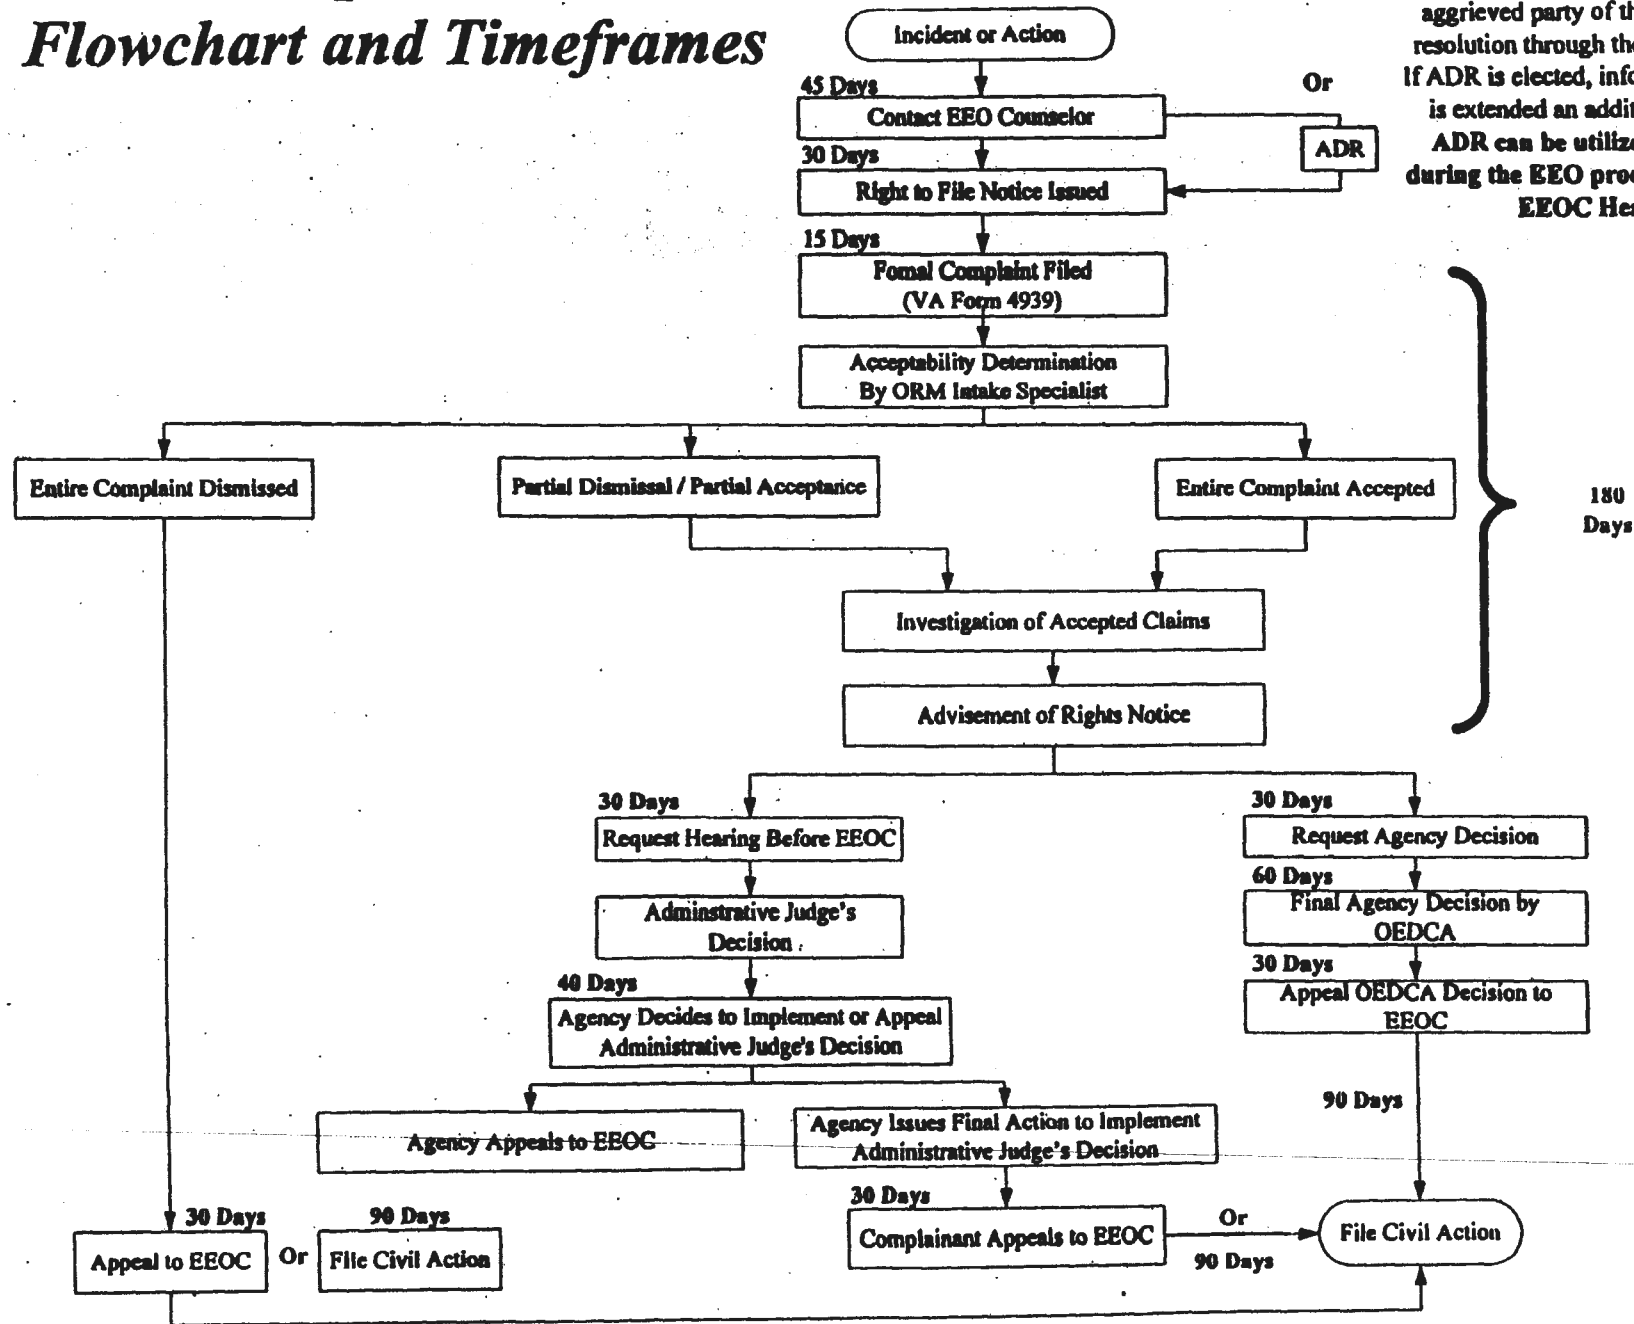 Flowchart and Timeframes
Incident or Action
45 Days
Contact EEO Counselor
Or
ADR
30 Days
Right to File Notice Issued
aggrieved party of th
resolution through the
If ADR is elected, info
is extended an addit
ADR can be utilize
during the EEO proc
EEOC Hea
15 Days
Fomal Complaint Filed
(VA Form 4939)
Acceptability Determination
By ORM Intake Specialist
Entire Complaint Dismissed
Partial Dismissal / Partial Acceptance
Entire Complaint Accepted
180
Days
Investigation of Accepted Claims
Advisement of Rights Notice
30 Days
Request Hearing Before EEOC
Adminstrative Judge's
Decision
40 Days
Agency Decides to Implement or Appeal
Administrative Judge's Decision
30 Days
Request Agency Decision
60 Days
Final Agency Decision by
OEDCA
30 Days
Appeal OEDCA Decision to
EEOC
90 Days
Agency Appeals to EEOC
Agency Issues Final Action to Implement
Administrative Judge's Decision
30 Days
Appeal to EEOC
Or
90 Days
File Civil Action
30 Days
Complainant Appeals to EEOC
Or
90 Days
File Civil Action